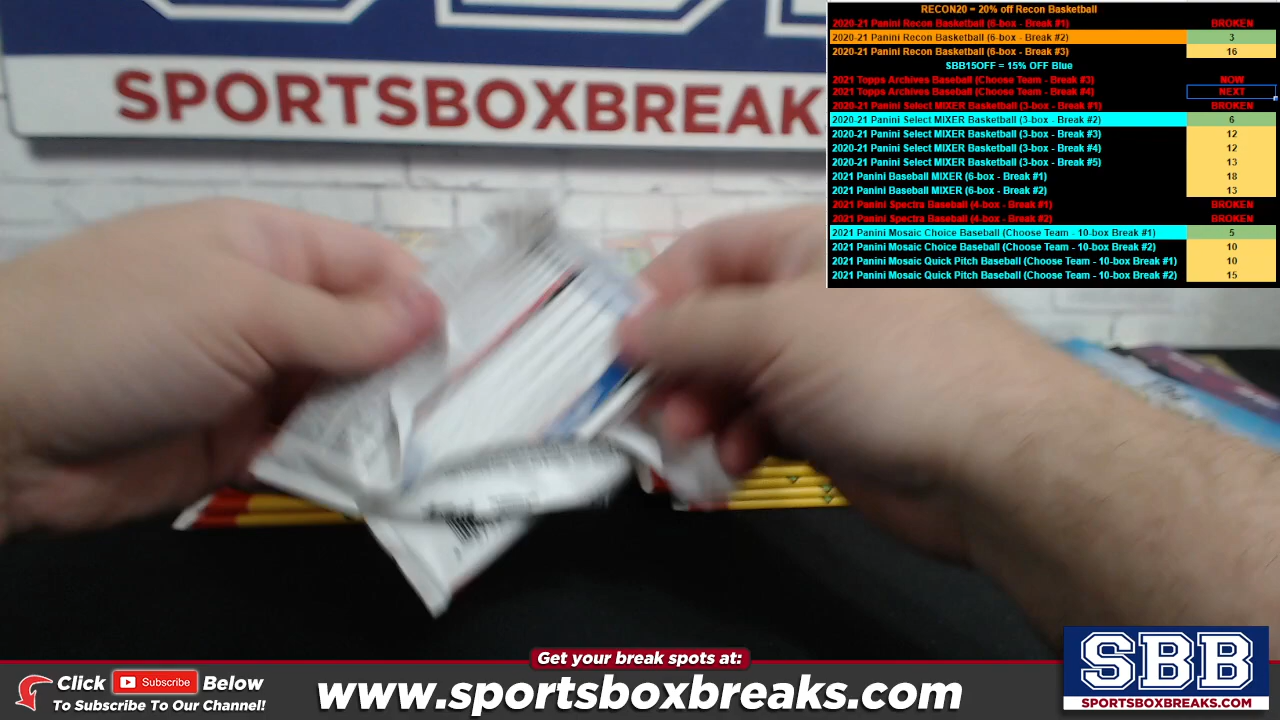 SPORTSBOXBREAKS
RECON20 = 20% off Recon Basketball
2020-21 Panini Recon Basketball (6-box - Break #1) BROKEN
2020-21 Panini Recon Basketball (6-box - Break #2) 3
2020-21 Panini Recon Basketball (6-box - Break #3) 16
SBB15OFF = 15% OFF Blue
2021 Topps Archives Baseball (Choose Team - Break #3) NOW
2021 Topps Archives Baseball (Choose Team - Break #4) NEXT
2020-21 Panini Select MIXER Basketball (3-box - Break #1) BROKEN
2020-21 Panini Select MIXER Basketball (3-box - Break #2) 6
2020-21 Panini Select MIXER Basketball (3-box - Break #3) 12
2020-21 Panini Select MIXER Basketball (3-box - Break #4) 12
2020-21 Panini Select MIXER Basketball (3-box - Break #5) 13
2021 Panini Baseball MIXER (6-box - Break #1) 18
2021 Panini Baseball MIXER (6-box - Break #2) 13
2021 Panini Spectra Baseball (4-box - Break #1) BROKEN
2021 Panini Spectra Baseball (4-box - Break #2) BROKEN
2021 Panini Mosaic Choice Baseball (Choose Team - 10-box Break #1) 5
2021 Panini Mosaic Choice Baseball (Choose Team - 10-box Break #2) 10
2021 Panini Mosaic Quick Pitch Baseball (Choose Team - 10-box Break #1) 10
2021 Panini Mosaic Quick Pitch Baseball (Choose Team - 10-box Break #2) 15
Get your break spots at:
Click Subscribe Below
To Subscribe To Our Channel!
www.sportsboxbreaks.com
SBB
SPORTSBOXBREAKS.COM